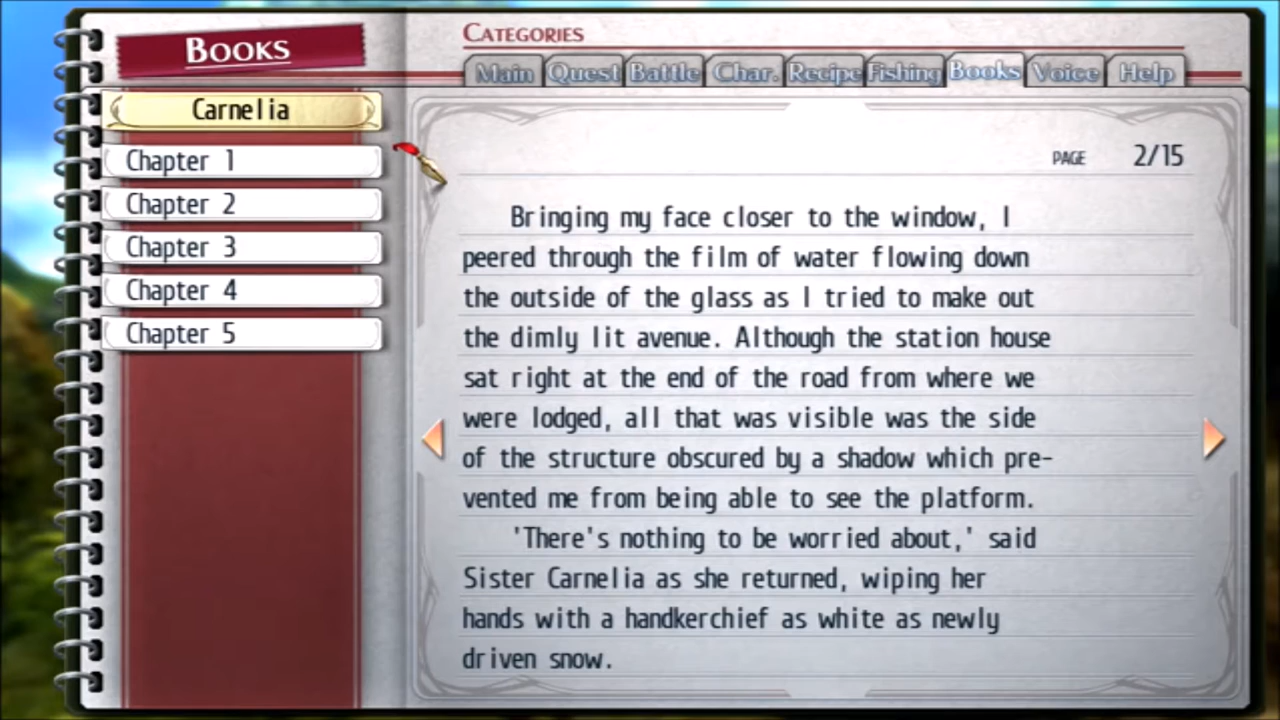 BOOKS
CATEGORIES
Main Quest Battle Char. Recipe Fishing Books Voice Help
Carnelia
Chapter 1
Chapter 2
Chapter 3
Chapter 4
Chapter 5
PAGE 2/15
Bringing my face closer to the window, I
peered through the film of water flowing down
the outside of the glass as I tried to make out
the dimly lit avenue. Although the station house
sat right at the end of the road from where we
were lodged, all that was visible was the side
of the structure obscured by a shadow which pre-
vented me from being able to see the platform.
'There's nothing to be worried about,' said
Sister Carnelia as she returned, wiping her
hands with a handkerchief as white as newly
driven snow.